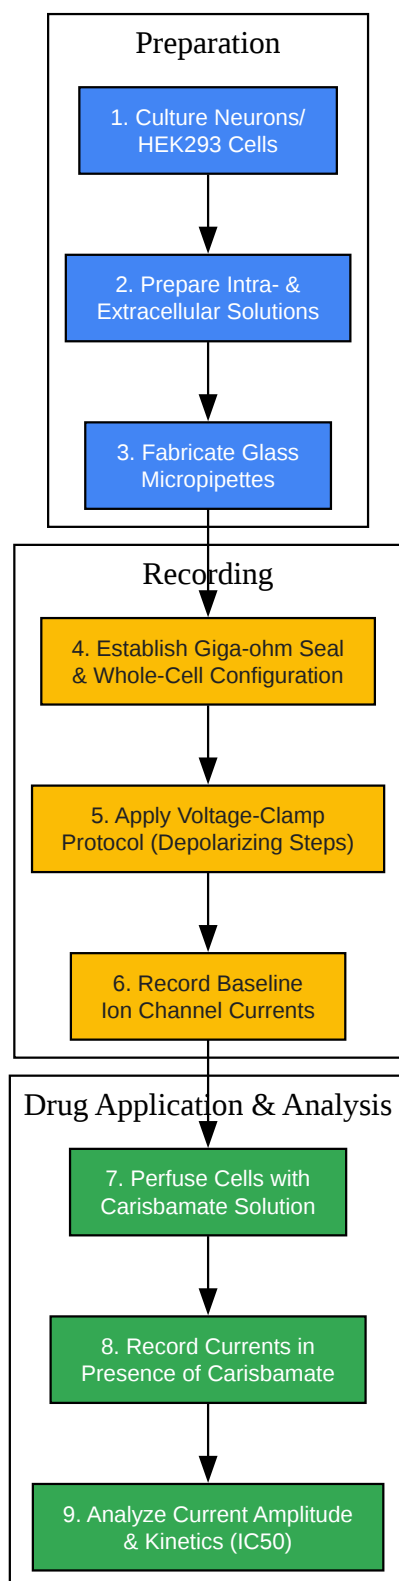 Preparation
1. Culture Neurons/
HEK293 Cells
2. Prepare Intra- &
Extracellular Solutions
3. Fabricate Glass
Micropipettes
Recording
4. Establish Giga-ohm Seal
& Whole-Cell Configuration
5. Apply Voltage-Clamp
Protocol (Depolarizing Steps)
6. Record Baseline
Ion Channel Currents
Drug Application & Analysis
7. Perfuse Cells with
Carisbamate Solution
8. Record Currents in
Presence of Carisbamate
9. Analyze Current Amplitude
& Kinetics (IC50)